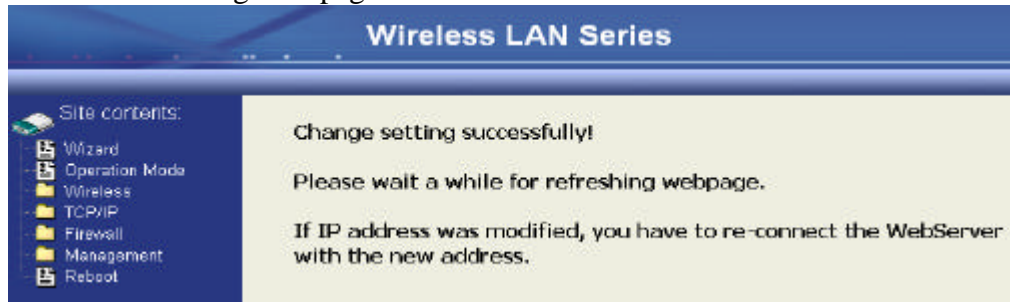 Wireless LAN Series
Site contents:
Wizard
Operation Mode
Wireless
TCP/IP
Firewall
Management
Reboot
Change setting successfully!
Please wait a while for refreshing webpage.
If IP address was modified, you have to re-connect the WebServer
with the new address.